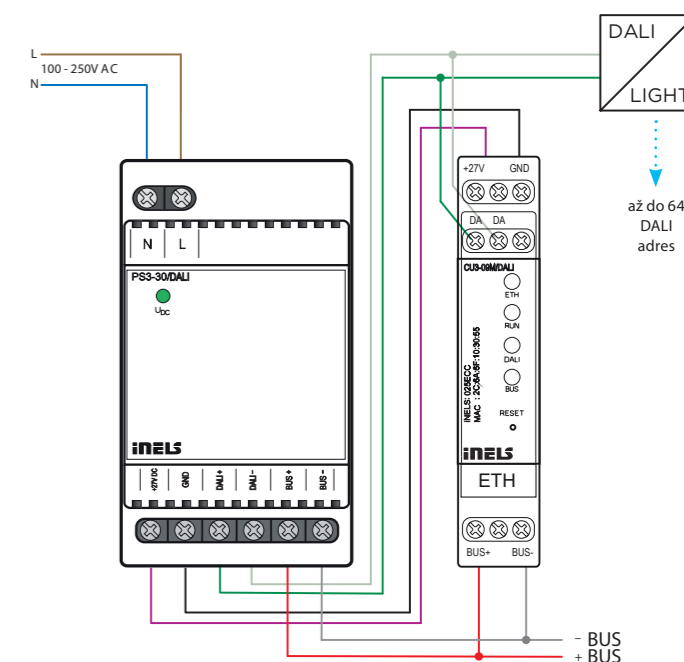 DALI
LIGHT
až do 64
DALI
adres
L
100 - 250V AC
N
N L
PS3-30/DALI
UDC
iNELS
+27V DC GND DALI + DALI - BUS + BUS -
+27V GND
DA DA
CU3-09M/DALI
ETH
RUN
DALI
BUS
iNELS: 025ECC
MAC : 2C:6A:6F:10:30:55
RESET
iNELS
ETH
BUS+ BUS-
- BUS
+ BUS